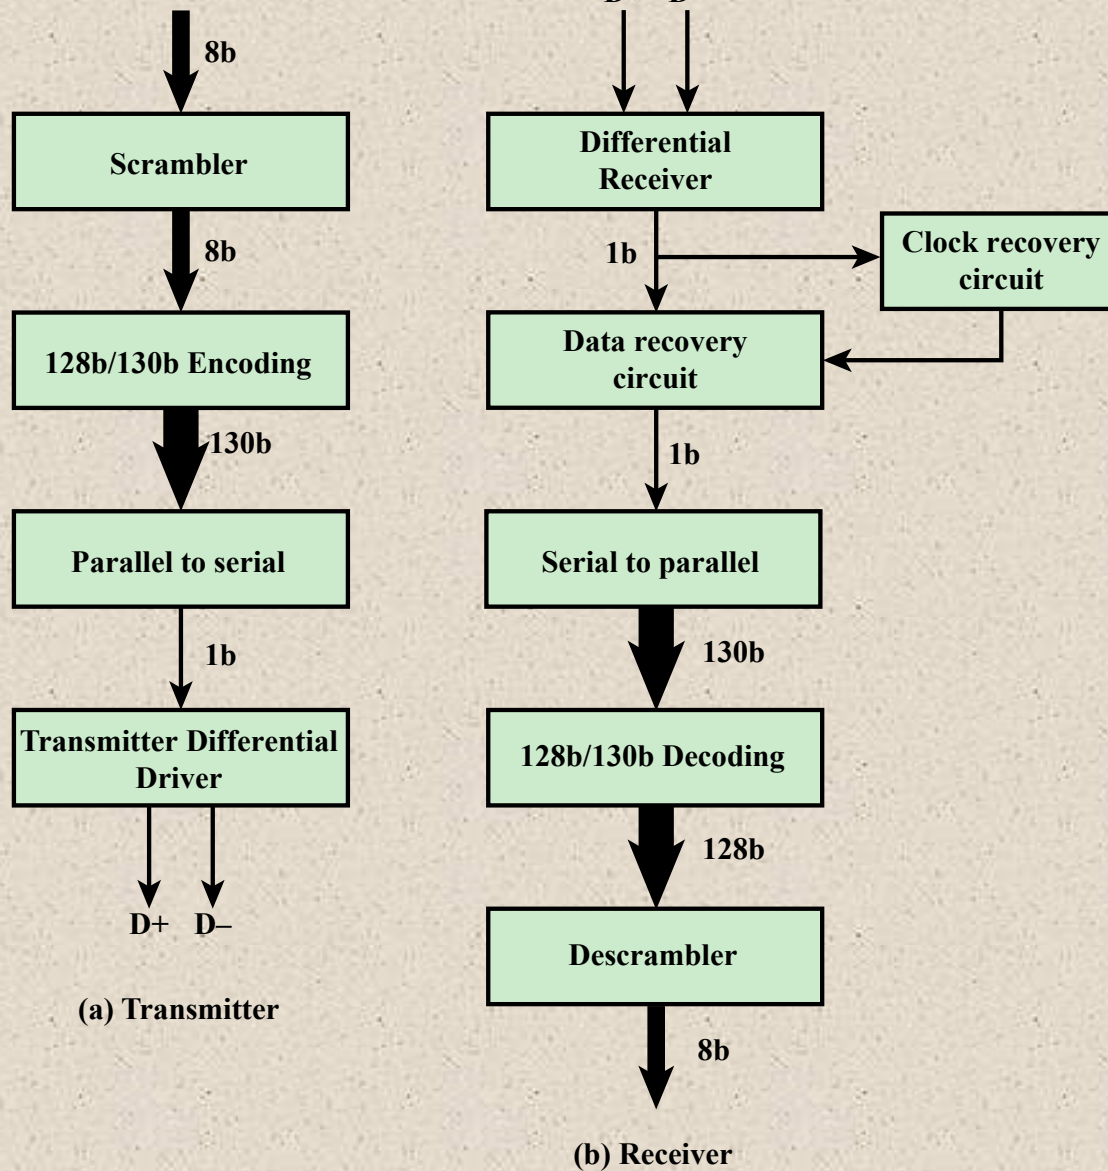 8b
Scrambler
8b
128b/130b Encoding
130b
Parallel to serial
1b
Transmitter Differential
Driver
D+ D–
(a) Transmitter
Differential
Receiver
1b
Clock recovery
circuit
Data recovery
circuit
1b
Serial to parallel
130b
128b/130b Decoding
128b
Descrambler
8b
(b) Receiver